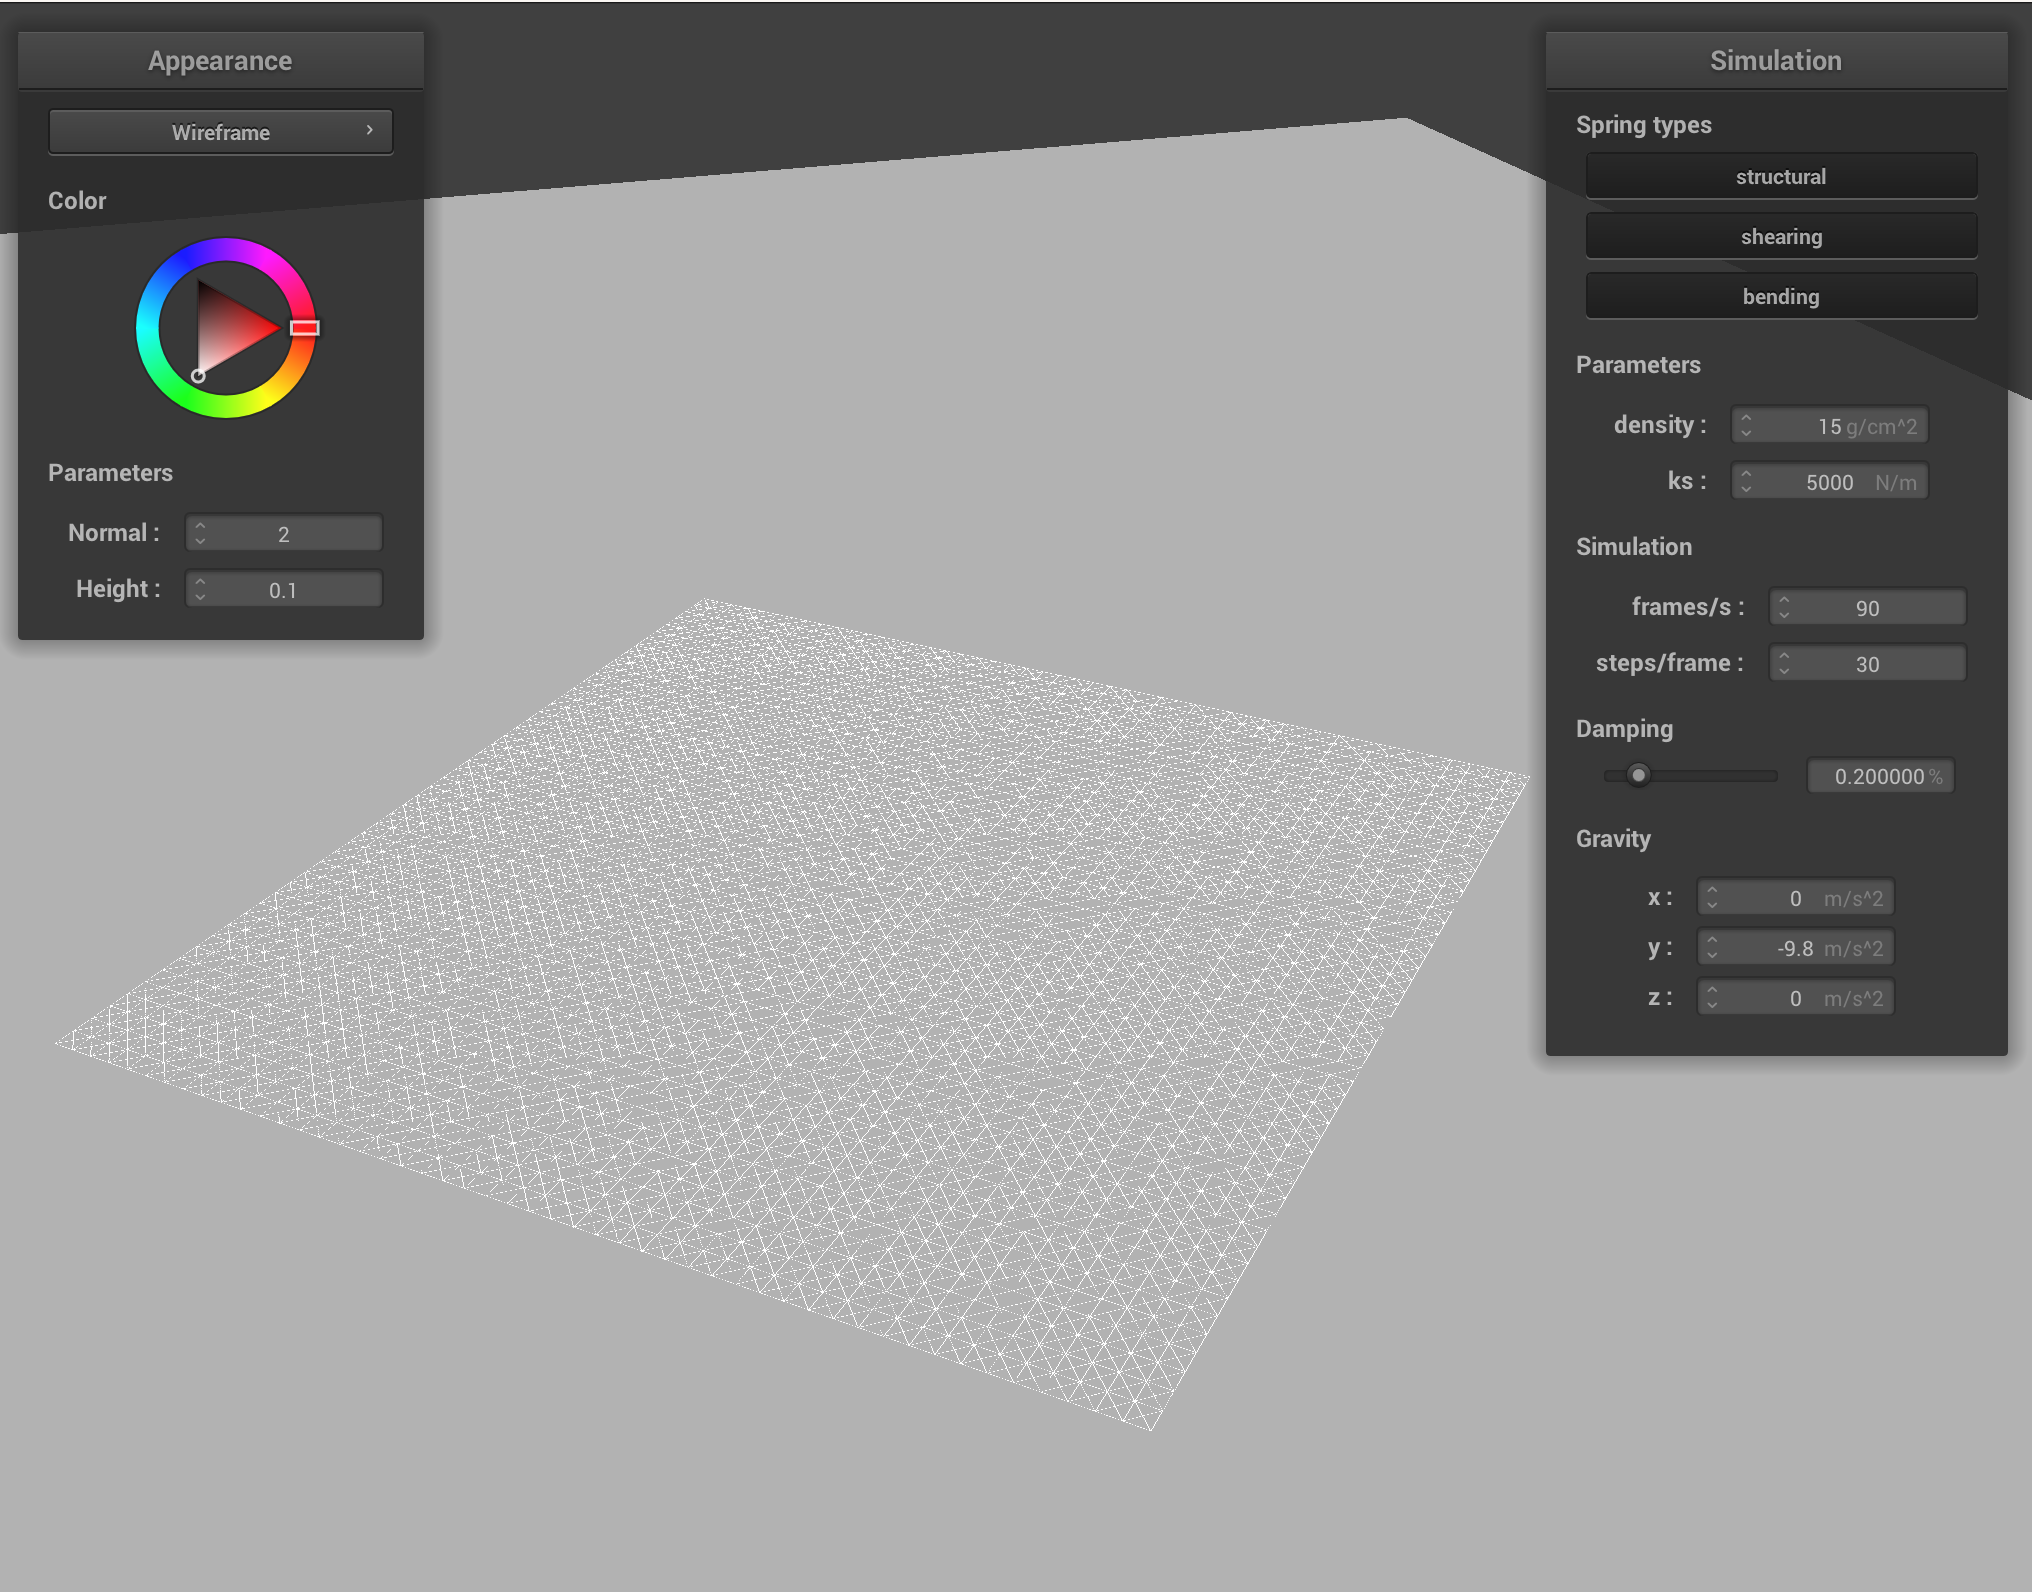 Appearance
Wireframe
Color
Parameters
Normal : 2
Height : 0.1
Simulation
Spring types
structural
shearing
bending
Parameters
density : 15 g/cm^2
ks : 5000 N/m
Simulation
frames/s : 90
steps/frame : 30
Damping
0.200000 %
Gravity
x : 0 m/s^2
y : -9.8 m/s^2
z : 0 m/s^2